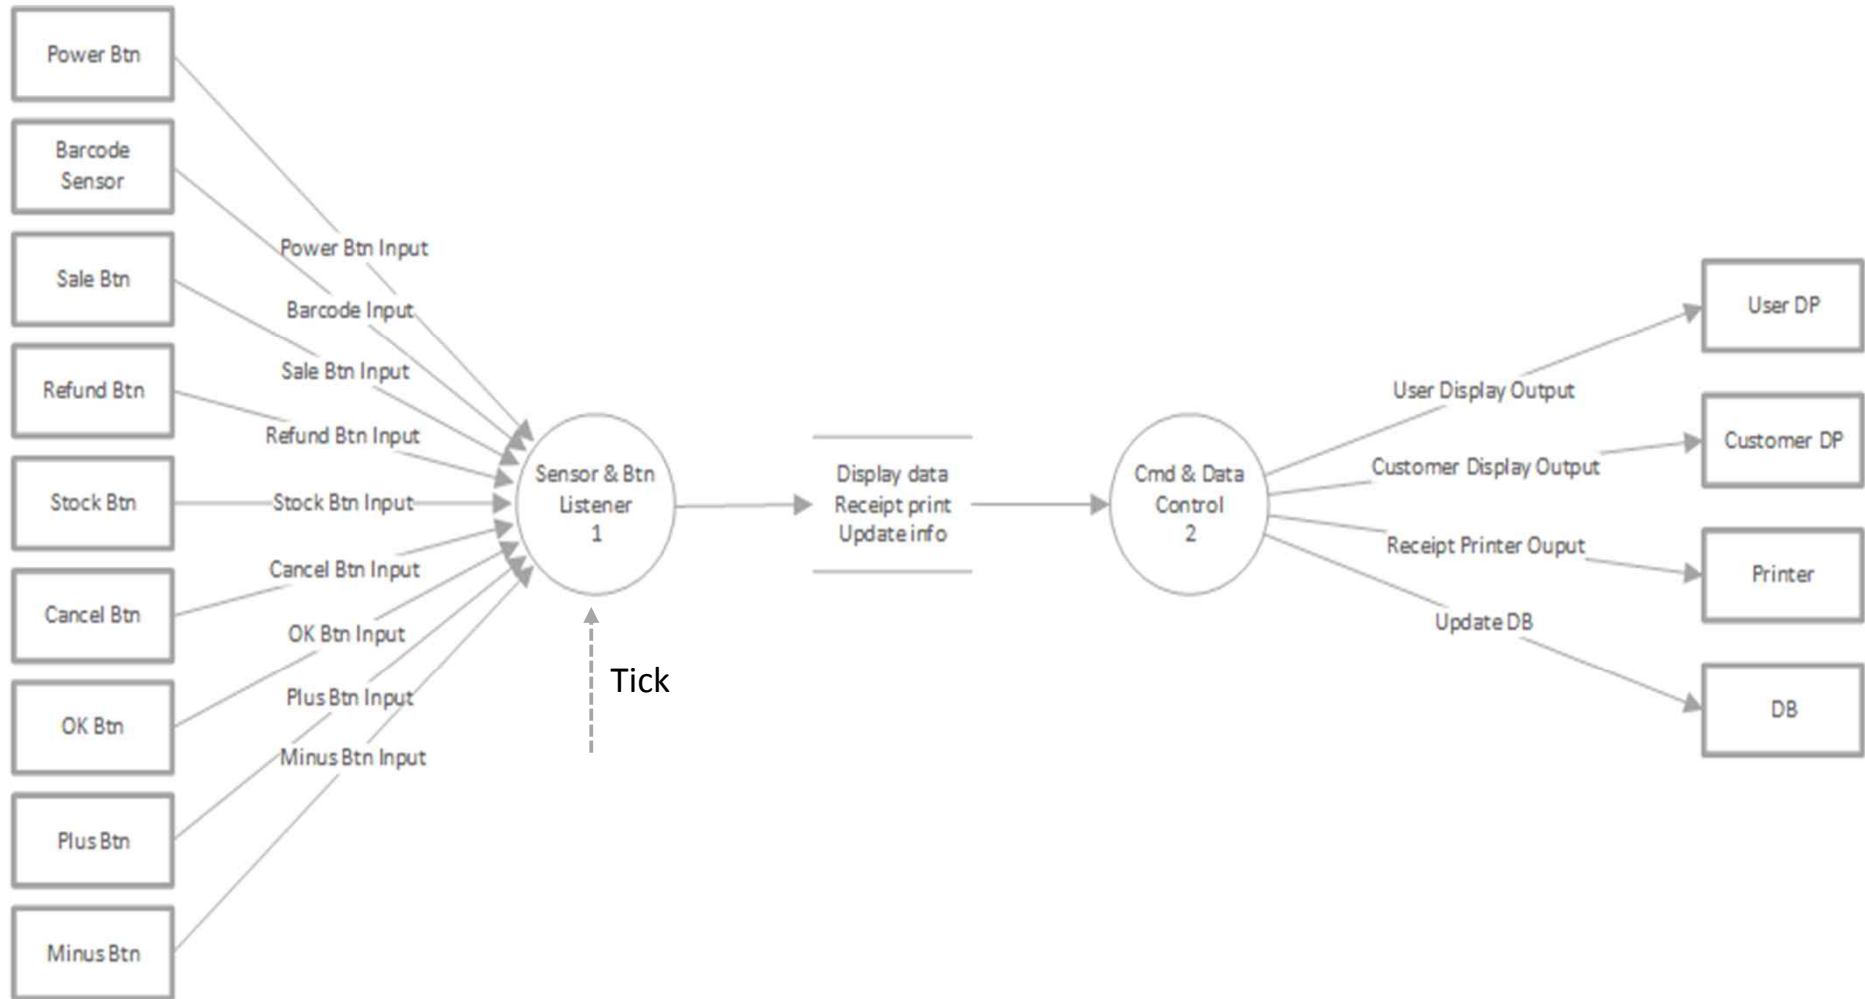 Power Btn
Barcode
Sensor
Sale Btn
Refund Btn
Stock Btn
Cancel Btn
OK Btn
Plus Btn
Minus Btn
Power Btn Input
Barcode Input
Sale Btn Input
Refund Btn Input
Stock Btn Input
Cancel Btn Input
OK Btn Input
Plus Btn Input
Minus Btn Input
Sensor & Btn
Listener
1
Tick
Display data
Receipt print
Update info
Cmd & Data
Control
2
User Display Output
Customer Display Output
Receipt Printer Ouput
Update DB
User DP
Customer DP
Printer
DB